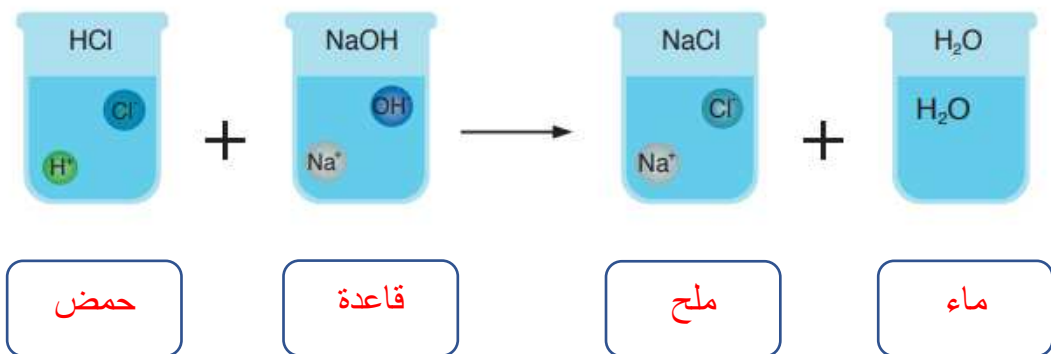 HCl
NaOH
NaCl
H₂O
Cl⁻
H⁺
OH⁻
Na⁺
Cl⁻
Na⁺
H₂O
+
+
حمض
قاعدة
ملح
ماء